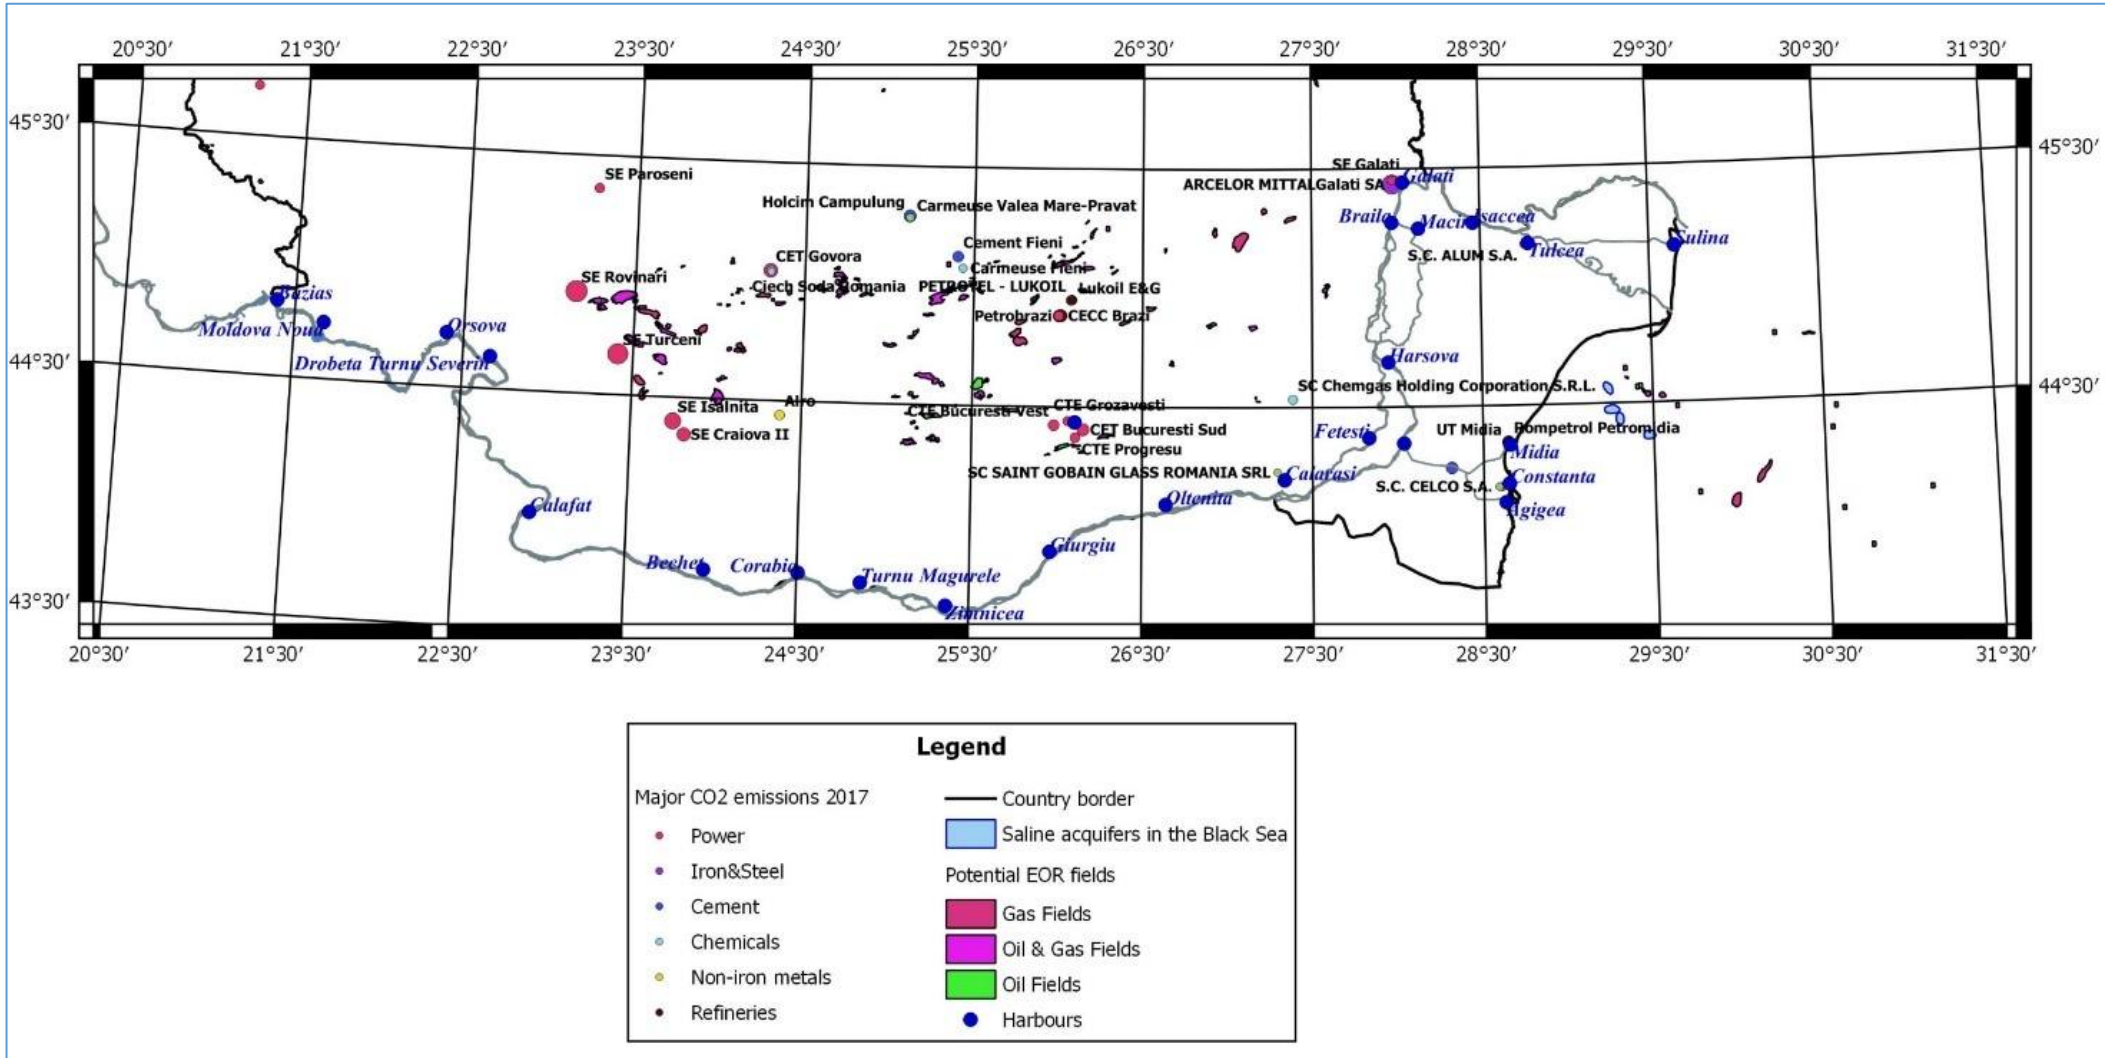 20°30′ 21°30′ 22°30′ 23°30′ 24°30′ 25°30′ 26°30′ 27°30′ 28°30′ 29°30′ 30°30′ 31°30′
45°30′
45°30′
SE Galati
SE Paroseni
Galati
ARCELOR MITTALGalati SA
Holcim Campulung
Carmeuse Valea Mare-Pravat
Braila
Macin
Isaccea
Sulina
Cement Fieni
Tulcea
CET Govora
S.C. ALUM S.A.
Carmeuse Fieni
SE Rovinari
Ciech Soda Romania
PETROTEL - LUKOIL
Lukoil E&G
Bazias
Petrobrazi
CECC Brazi
Moldova Noua
Orsova
SE Turceni
Harsova
Drobeta Turnu Severin
44°30′
44°30′
SC Chemgas Holding Corporation S.R.L.
Alro
SE Isalnita
CTE Bucuresti Vest
CTE Grozavesti
SE Craiova II
CET Bucuresti Sud
Fetesti
UT Midia
Rompetrol Petromidia
CTE Progresu
Midia
SC SAINT GOBAIN GLASS ROMANIA SRL
Calarasi
Constanta
S.C. CELCO S.A.
Oltenita
Agigea
Calafat
Giurgiu
Bechet
Corabia
Turnu Magurele
43°30′
43°30′
Zimnicea
20°30′ 21°30′ 22°30′ 23°30′ 24°30′ 25°30′ 26°30′ 27°30′ 28°30′ 29°30′ 30°30′ 31°30′
Legend
Major CO2 emissions 2017
Power
Iron&Steel
Cement
Chemicals
Non-iron metals
Refineries
Country border
Saline acquifers in the Black Sea
Potential EOR fields
Gas Fields
Oil & Gas Fields
Oil Fields
Harbours